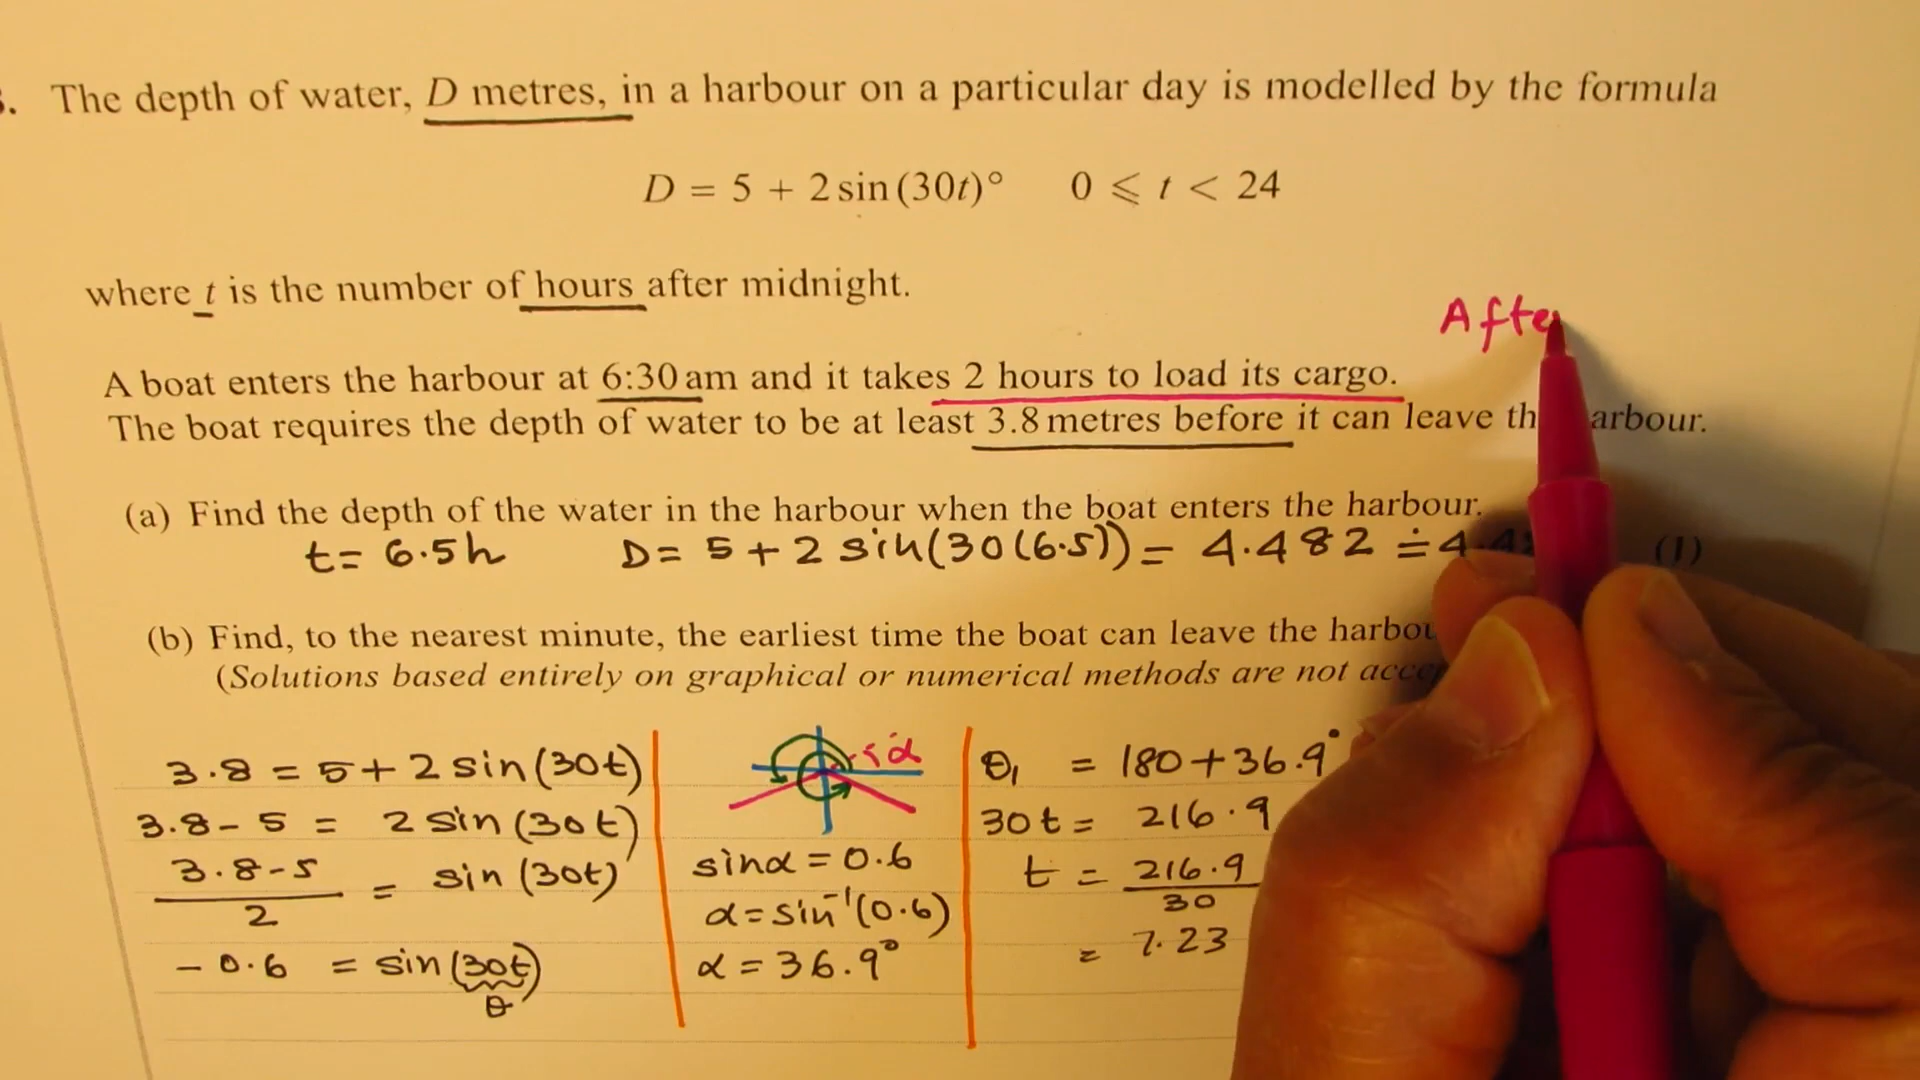 . The depth of water, D metres, in a harbour on a particular day is modelled by the formula
D = 5 + 2 sin (30t)° 0 ⩽ t < 24
where t is the number of hours after midnight.
Afte
A boat enters the harbour at 6:30 am and it takes 2 hours to load its cargo.
The boat requires the depth of water to be at least 3.8 metres before it can leave th arbour.
(a) Find the depth of the water in the harbour when the boat enters the harbour.
t = 6.5h D = 5 + 2 sin(30(6.5)) = 4.482 ≐ 4.4 (1)
(b) Find, to the nearest minute, the earliest time the boat can leave the harbou
(Solutions based entirely on graphical or numerical methods are not acce
3.8 = 5 + 2 sin(30t)
3.8 - 5 = 2 sin(30t)
3.8-5 / 2 = sin (30t)
- 0.6 = sin (30t)
θ
α
sinα = 0.6
α = sin⁻¹(0.6)
α = 36.9°
θ₁ = 180 + 36.9°
30t = 216.9
t = 216.9 / 30
= 7.23